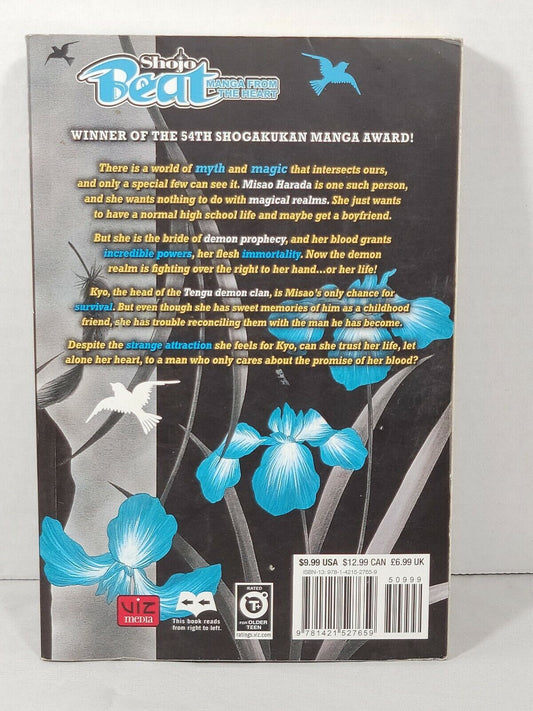 Shojo
Beat
MANGA FROM
THE HEART
WINNER OF THE 54TH SHOGAKUKAN MANGA AWARD!
There is a world of myth and magic that intersects ours,
and only a special few can see it. Misao Harada is one such person,
and she wants nothing to do with magical realms. She just wants
to have a normal high school life and maybe get a boyfriend.
But she is the bride of demon prophecy, and her blood grants
incredible powers, her flesh immortality. Now the demon
realm is fighting over the right to her hand...or her life!
Kyo, the head of the Tengu demon clan, is Misao's only chance for
survival. But even though she has sweet memories of him as a childhood
friend, she has trouble reconciling them with the man he has become.
Despite the strange attraction she feels for Kyo, can she trust her life, let
alone her heart, to a man who only cares about the promise of her blood?
$9.99 USA $12.99 CAN £6.99 UK
ISBN-13: 978-1-4215-2765-9
50999
9 781421 527659
VIZ
MEDIA
This book reads
from right to left.
RATED
T+
FOR OLDER
TEEN
ratings.viz.com